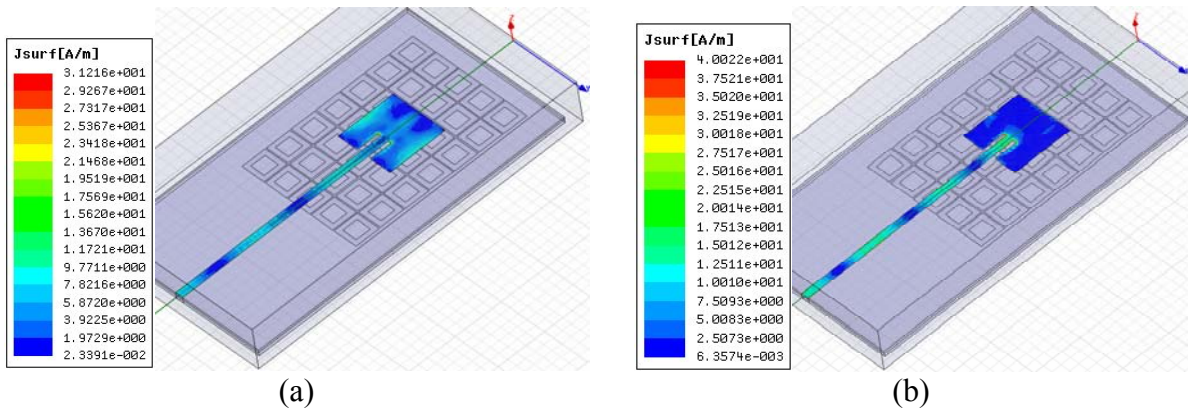 Jsurf[A/m]
3.1216e+001
2.9267e+001
2.7317e+001
2.5367e+001
2.3418e+001
2.1468e+001
1.9519e+001
1.7569e+001
1.5620e+001
1.3670e+001
1.1721e+001
9.7711e+000
7.8216e+000
5.8720e+000
3.9225e+000
1.9729e+000
2.3391e-002
(a)
Jsurf[A/m]
4.0022e+001
3.7521e+001
3.5020e+001
3.2519e+001
3.0018e+001
2.7517e+001
2.5016e+001
2.2515e+001
2.0014e+001
1.7513e+001
1.5012e+001
1.2511e+001
1.0010e+001
7.5093e+000
5.0083e+000
2.5073e+000
6.3574e-003
(b)